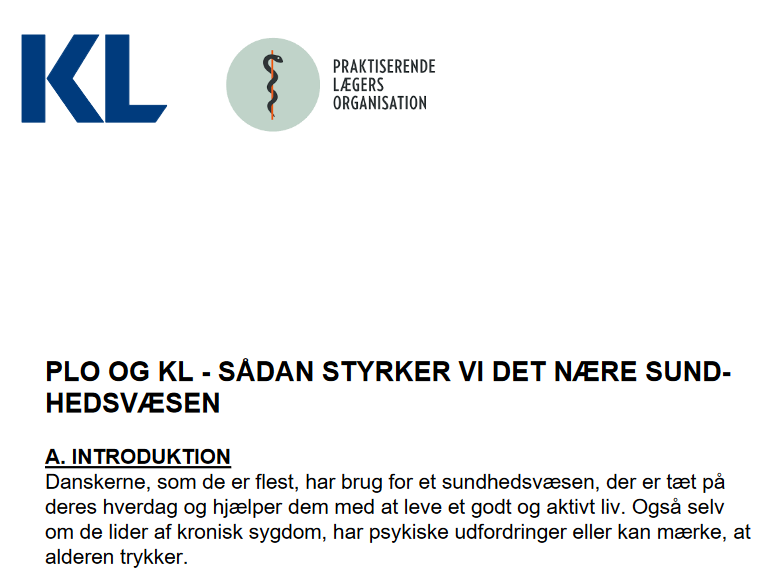 KL
PRAKTISERENDE
LÆGERS
ORGANISATION
PLO OG KL - SÅDAN STYRKER VI DET NÆRE SUND-
HEDSVÆSEN
A. INTRODUKTION
Danskerne, som de er flest, har brug for et sundhedsvæsen, der er tæt på
deres hverdag og hjælper dem med at leve et godt og aktivt liv. Også selv
om de lider af kronisk sygdom, har psykiske udfordringer eller kan mærke, at
alderen trykker.